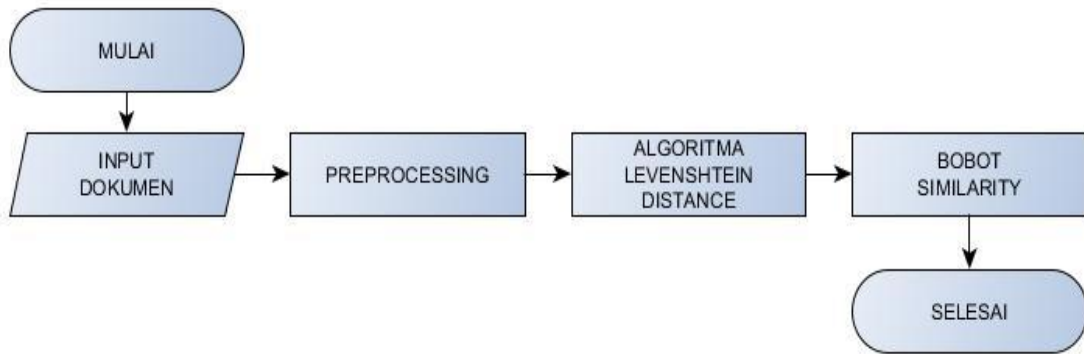 MULAI
INPUT
DOKUMEN
PREPROCESSING
ALGORITMA
LEVENSHTEIN
DISTANCE
BOBOT
SIMILARITY
SELESAI